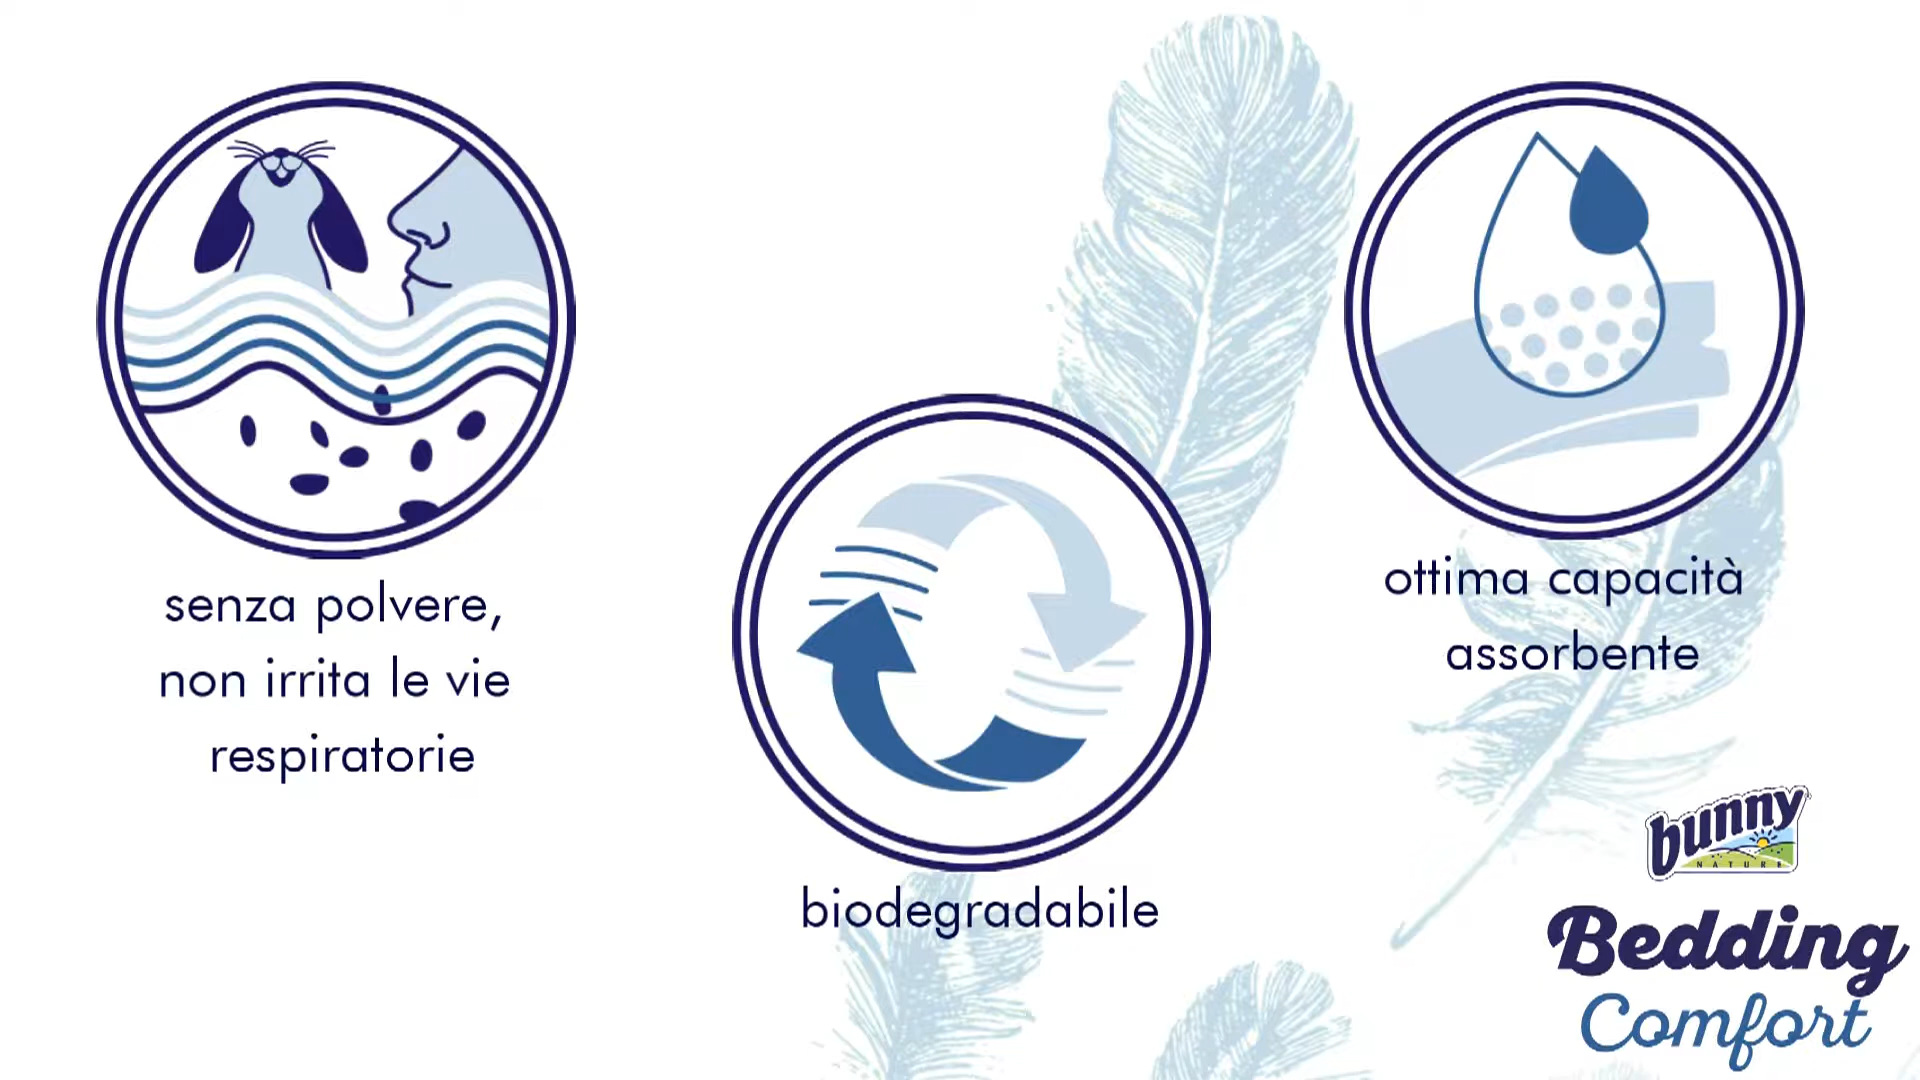 senza polvere,
non irrita le vie
respiratorie
biodegradabile
ottima capacità
assorbente
bunny
NATURE
Bedding
Comfort